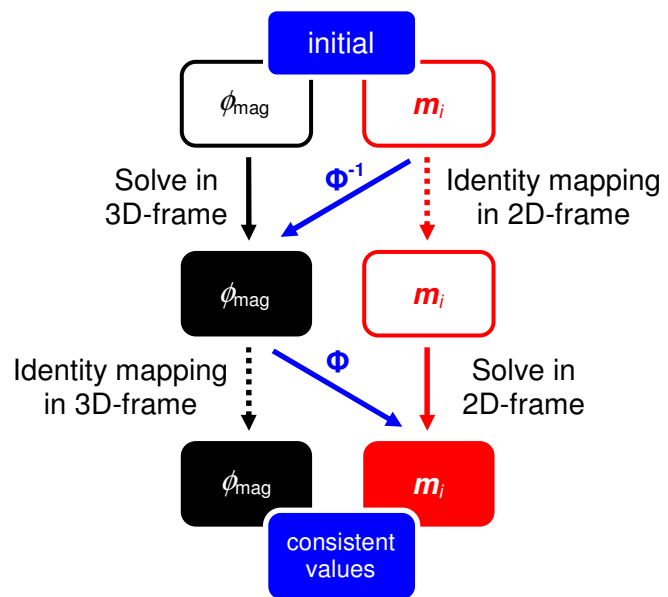 initial
ϕmag
mi
Solve in
3D-frame
Φ-1
Identity mapping
in 2D-frame
ϕmag
mi
Identity mapping
in 3D-frame
Φ
Solve in
2D-frame
ϕmag
mi
consistent
values